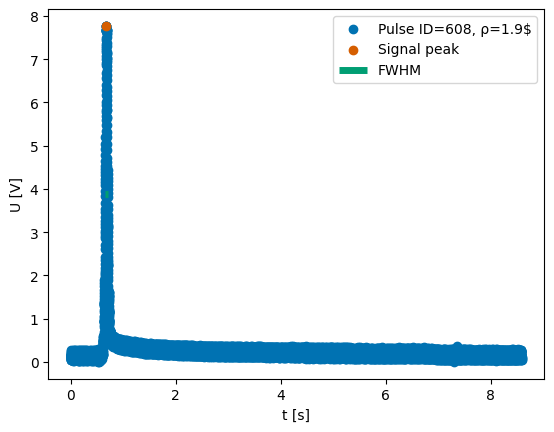 Pulse ID=608, ρ=1.9$
Signal peak
FWHM
8
7
6
5
4
3
2
1
0
U [V]
0 2 4 6 8
t [s]